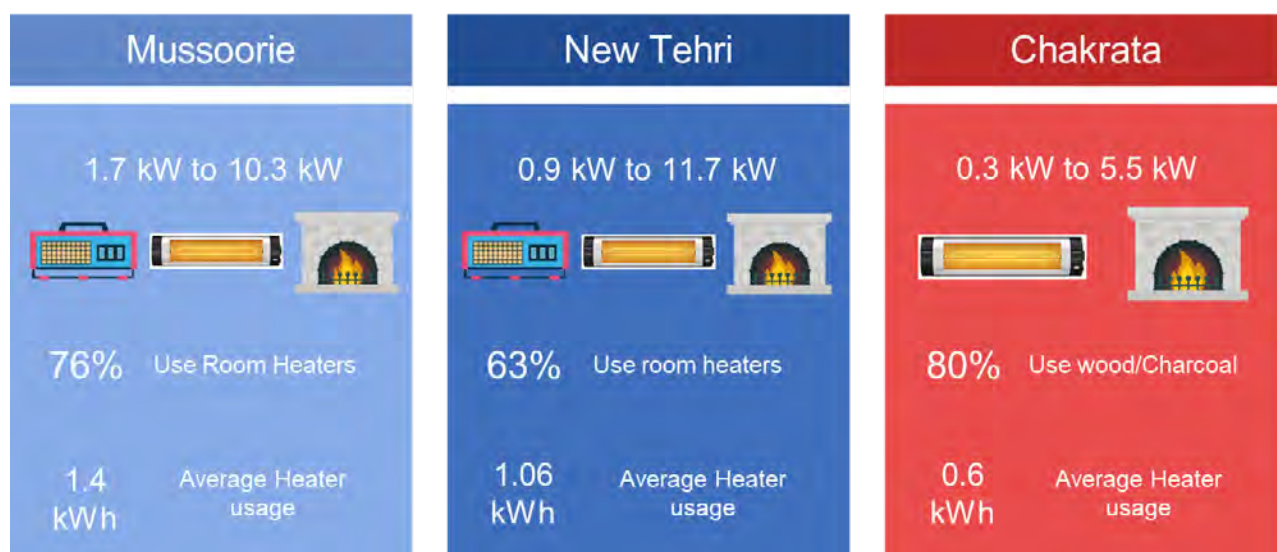 Mussoorie
1.7 kW to 10.3 kW
76%
Use Room Heaters
1.4
kWh
Average Heater
usage
New Tehri
0.9 kW to 11.7 kW
63%
Use room heaters
1.06
kWh
Average Heater
usage
Chakrata
0.3 kW to 5.5 kW
80%
Use wood/Charcoal
0.6
kWh
Average Heater
usage